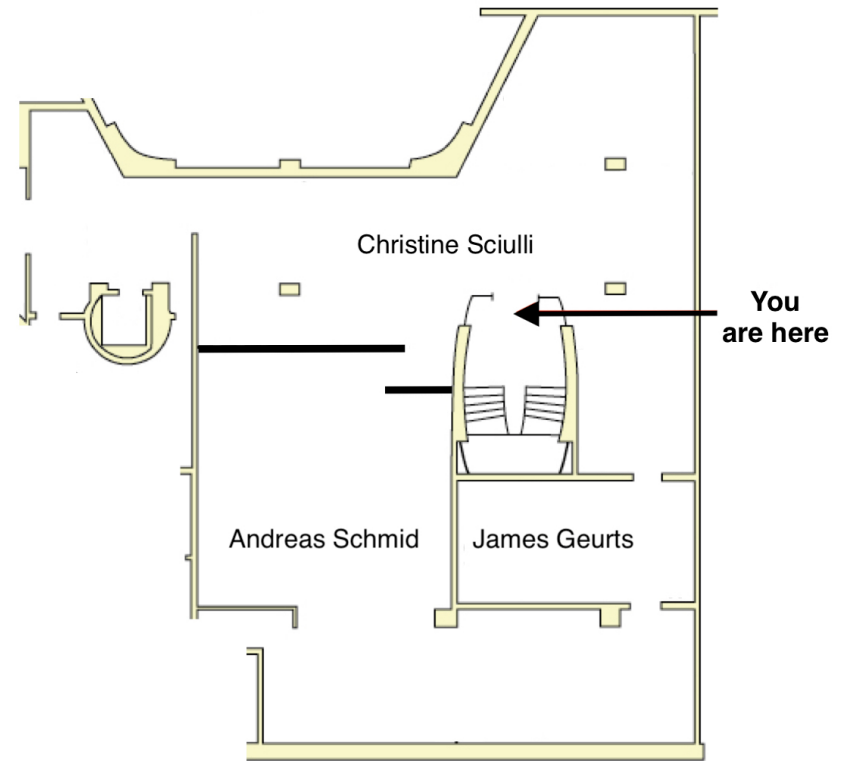 Christine Sciulli
You
are here
Andreas Schmid
James Geurts